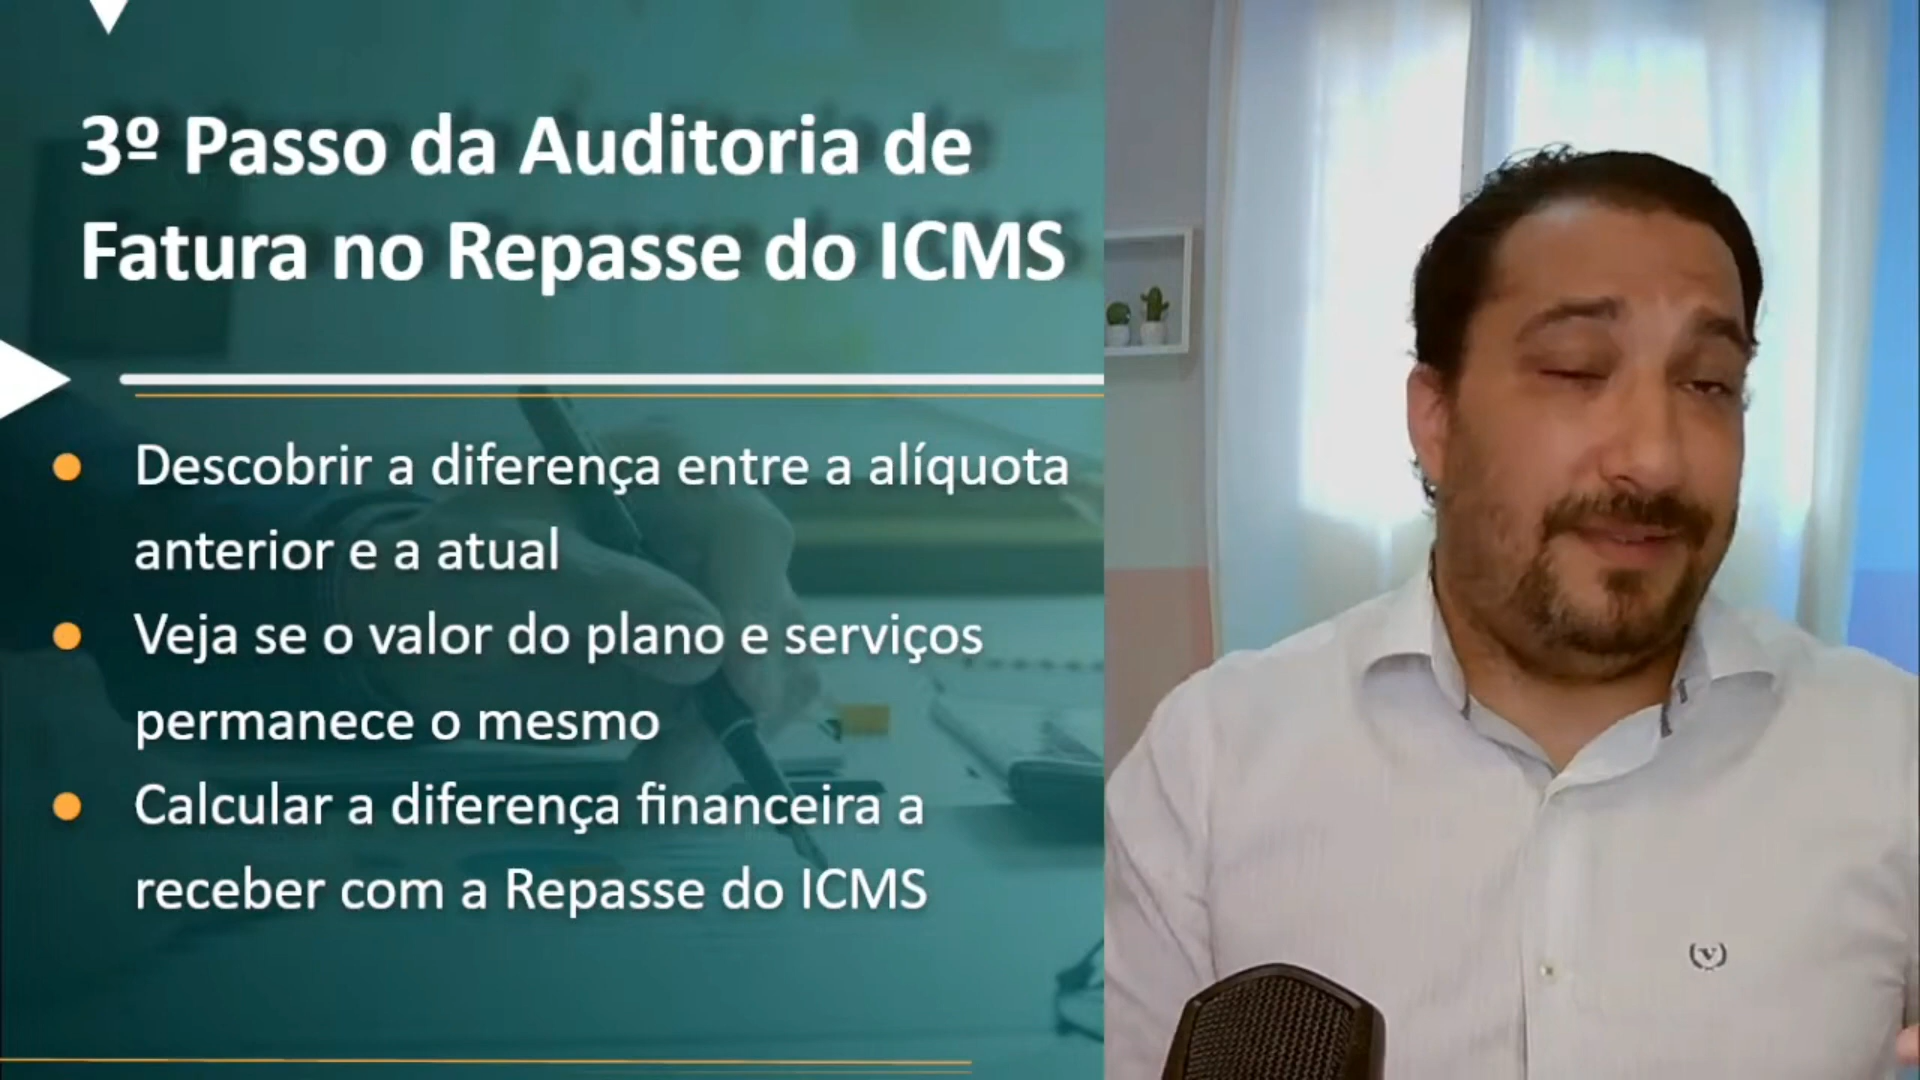 3º Passo da Auditoria de
Fatura no Repasse do ICMS
Descobrir a diferença entre a alíquota
anterior e a atual
Veja se o valor do plano e serviços
permanece o mesmo
Calcular a diferença financeira a
receber com a Repasse do ICMS
V